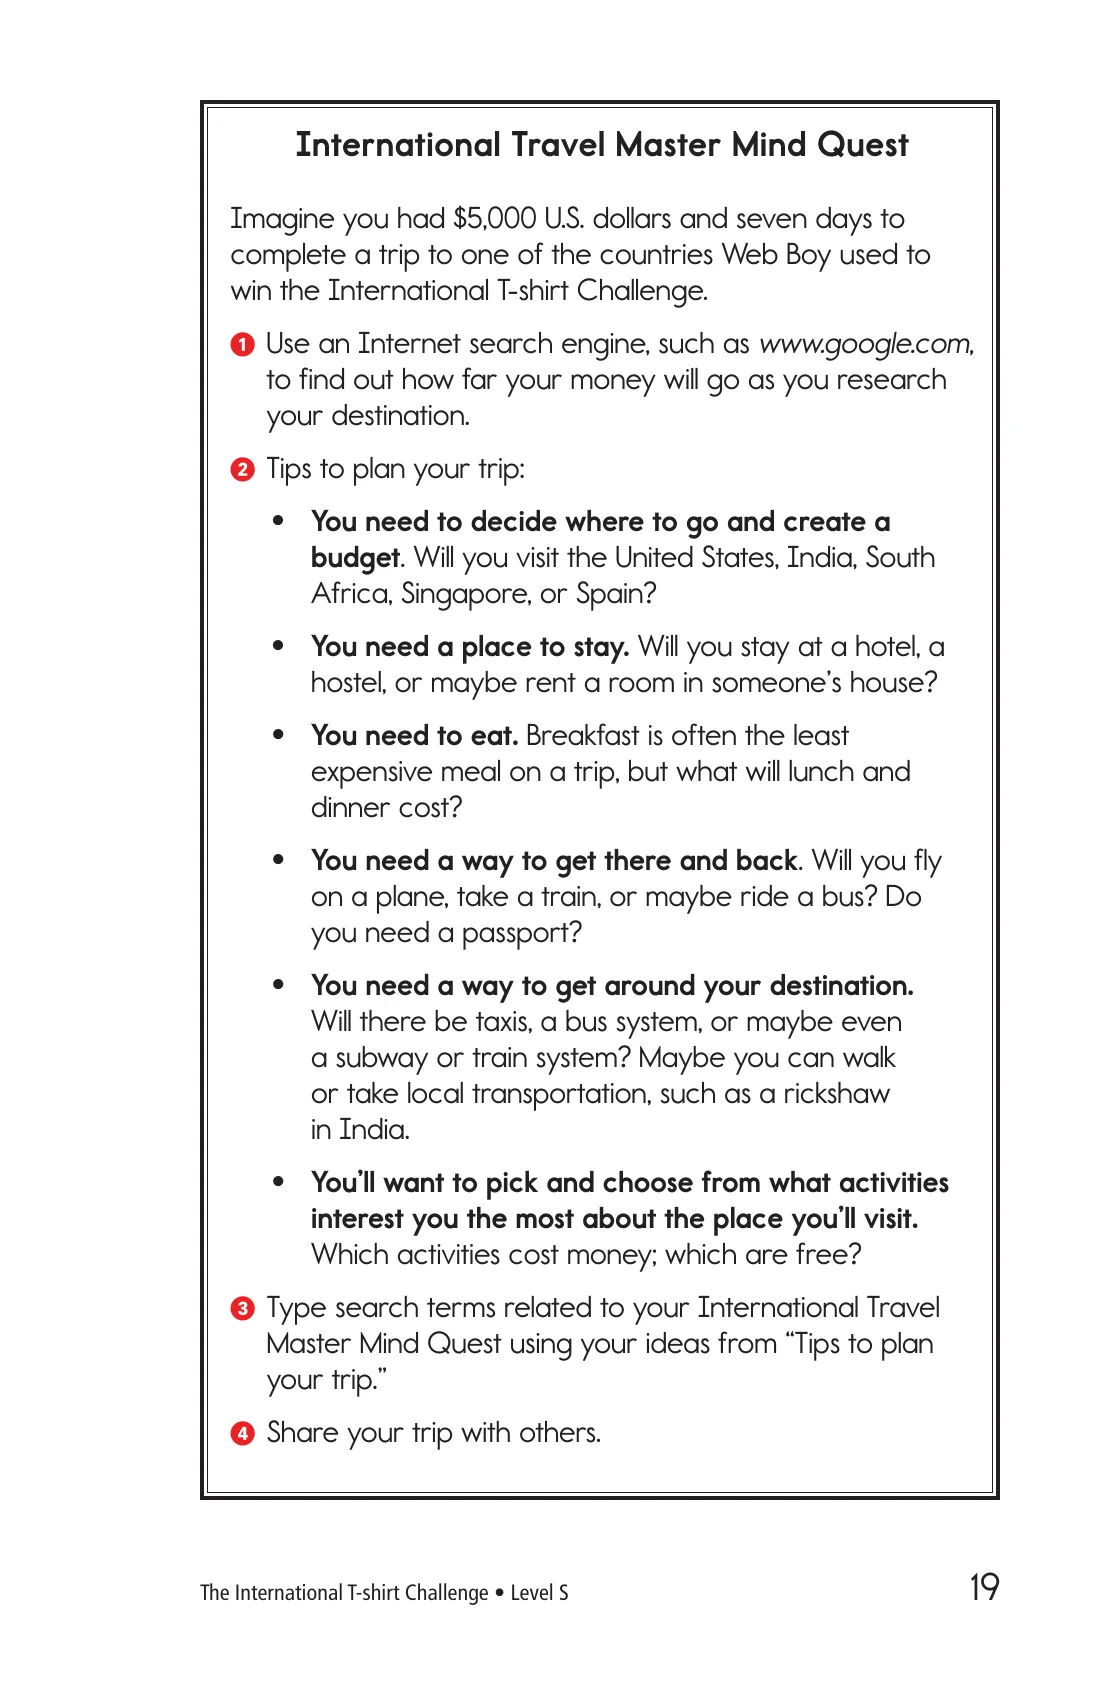 International Travel Master Mind Quest
Imagine you had $5,000 U.S. dollars and seven days to
complete a trip to one of the countries Web Boy used to
win the International T-shirt Challenge.
1 Use an Internet search engine, such as www.google.com,
to find out how far your money will go as you research
your destination.
2 Tips to plan your trip:
• You need to decide where to go and create a
budget. Will you visit the United States, India, South
Africa, Singapore, or Spain?
• You need a place to stay. Will you stay at a hotel, a
hostel, or maybe rent a room in someone’s house?
• You need to eat. Breakfast is often the least
expensive meal on a trip, but what will lunch and
dinner cost?
• You need a way to get there and back. Will you fly
on a plane, take a train, or maybe ride a bus? Do
you need a passport?
• You need a way to get around your destination.
Will there be taxis, a bus system, or maybe even
a subway or train system? Maybe you can walk
or take local transportation, such as a rickshaw
in India.
• You’ll want to pick and choose from what activities
interest you the most about the place you’ll visit.
Which activities cost money; which are free?
3 Type search terms related to your International Travel
Master Mind Quest using your ideas from “Tips to plan
your trip.”
4 Share your trip with others.
The International T-shirt Challenge • Level S
19